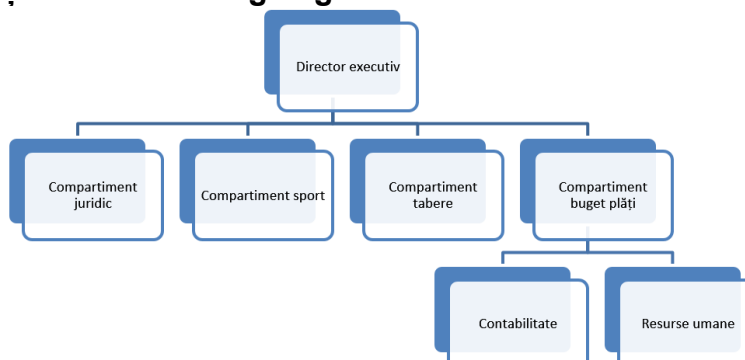 Director executiv
Compartiment
juridic
Compartiment sport
Compartiment
tabere
Compartiment
buget plăți
Contabilitate
Resurse umane